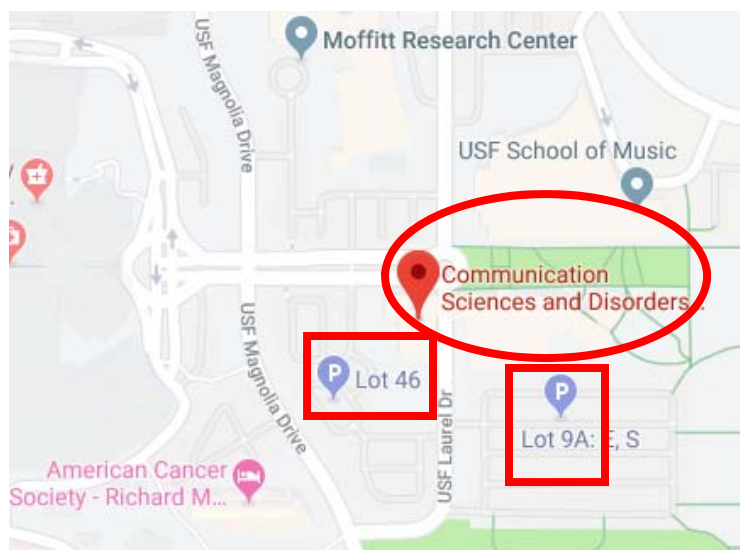 USF Magnolia Drive
Moffitt Research Center
USF School of Music
Communication
Sciences and Disorders...
USF Magnolia Drive
P Lot 46
USF Laurel Dr
P
Lot 9A: E, S
American Cancer
Society - Richard M...